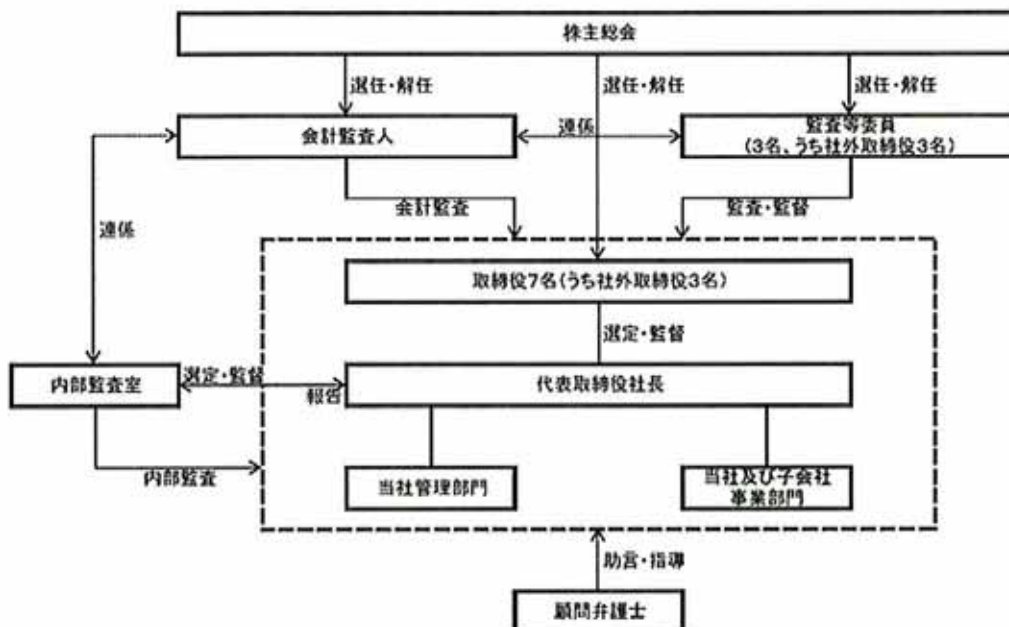 株主総会
選任・解任
選任・解任
選任・解任
会計監査人
連係
監査等委員
(3名、うち社外取締役3名)
会計監査
監査・監督
連係
取締役7名(うち社外取締役3名)
選定・監督
内部監査室
選定・監督
報告
代表取締役社長
内部監査
当社管理部門
当社及び子会社
事業部門
助言・指導
顧問弁護士